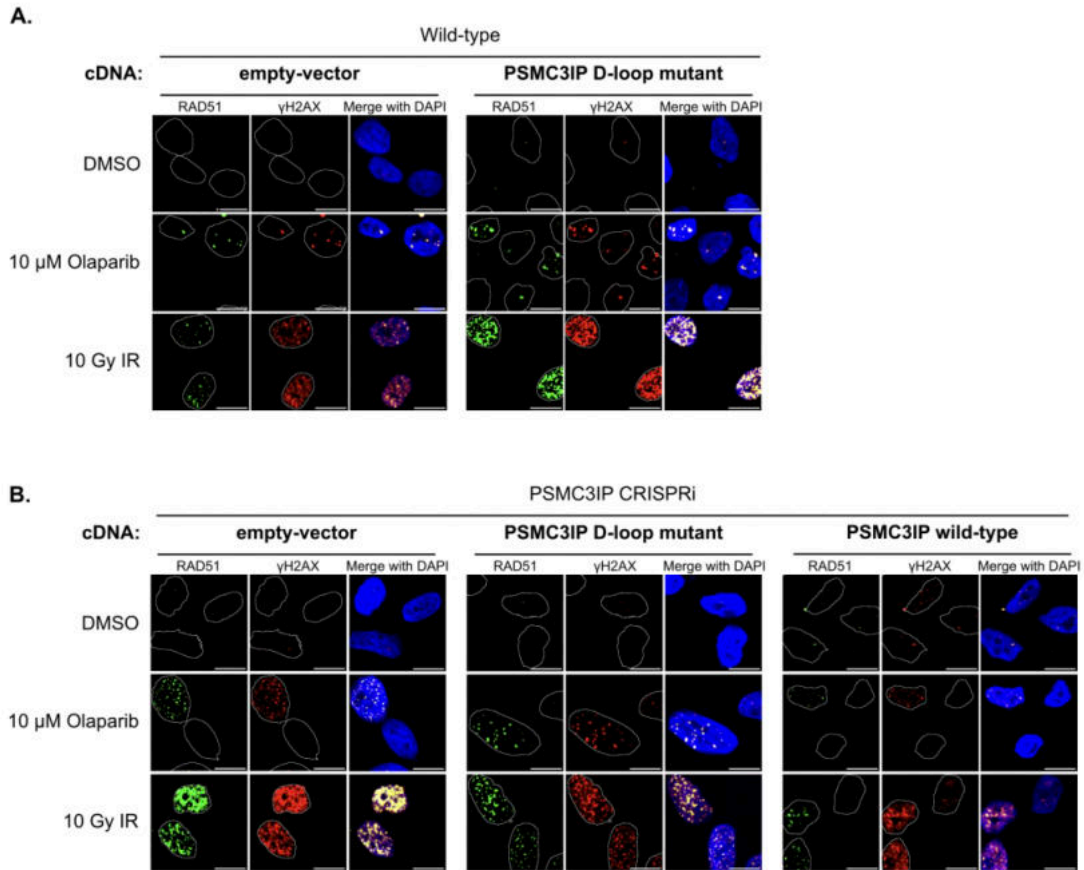 A.
Wild-type
cDNA: empty-vector PSMC3IP D-loop mutant
RAD51 γH2AX Merge with DAPI RAD51 γH2AX Merge with DAPI
DMSO
10 µM Olaparib
10 Gy IR
B.
PSMC3IP CRISPRi
cDNA: empty-vector PSMC3IP D-loop mutant PSMC3IP wild-type
RAD51 γH2AX Merge with DAPI RAD51 γH2AX Merge with DAPI RAD51 γH2AX Merge with DAPI
DMSO
10 µM Olaparib
10 Gy IR